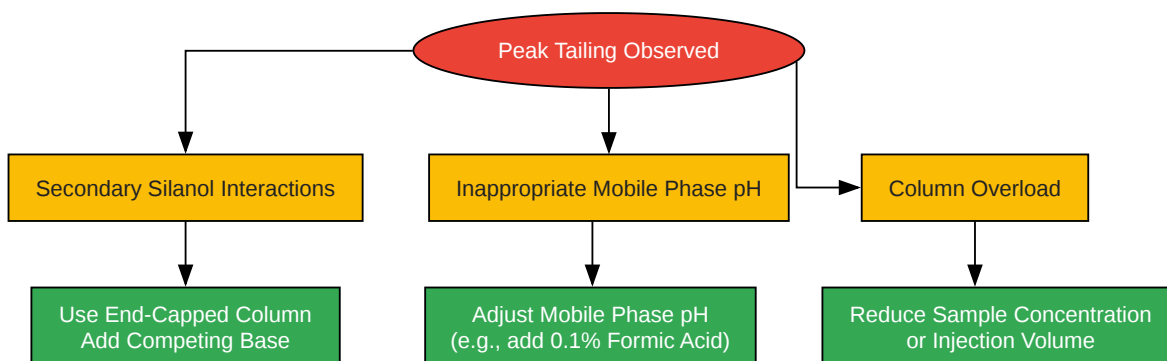 Peak Tailing Observed
Secondary Silanol Interactions
Inappropriate Mobile Phase pH
Column Overload
Use End-Capped Column
Add Competing Base
Adjust Mobile Phase pH
(e.g., add 0.1% Formic Acid)
Reduce Sample Concentration
or Injection Volume